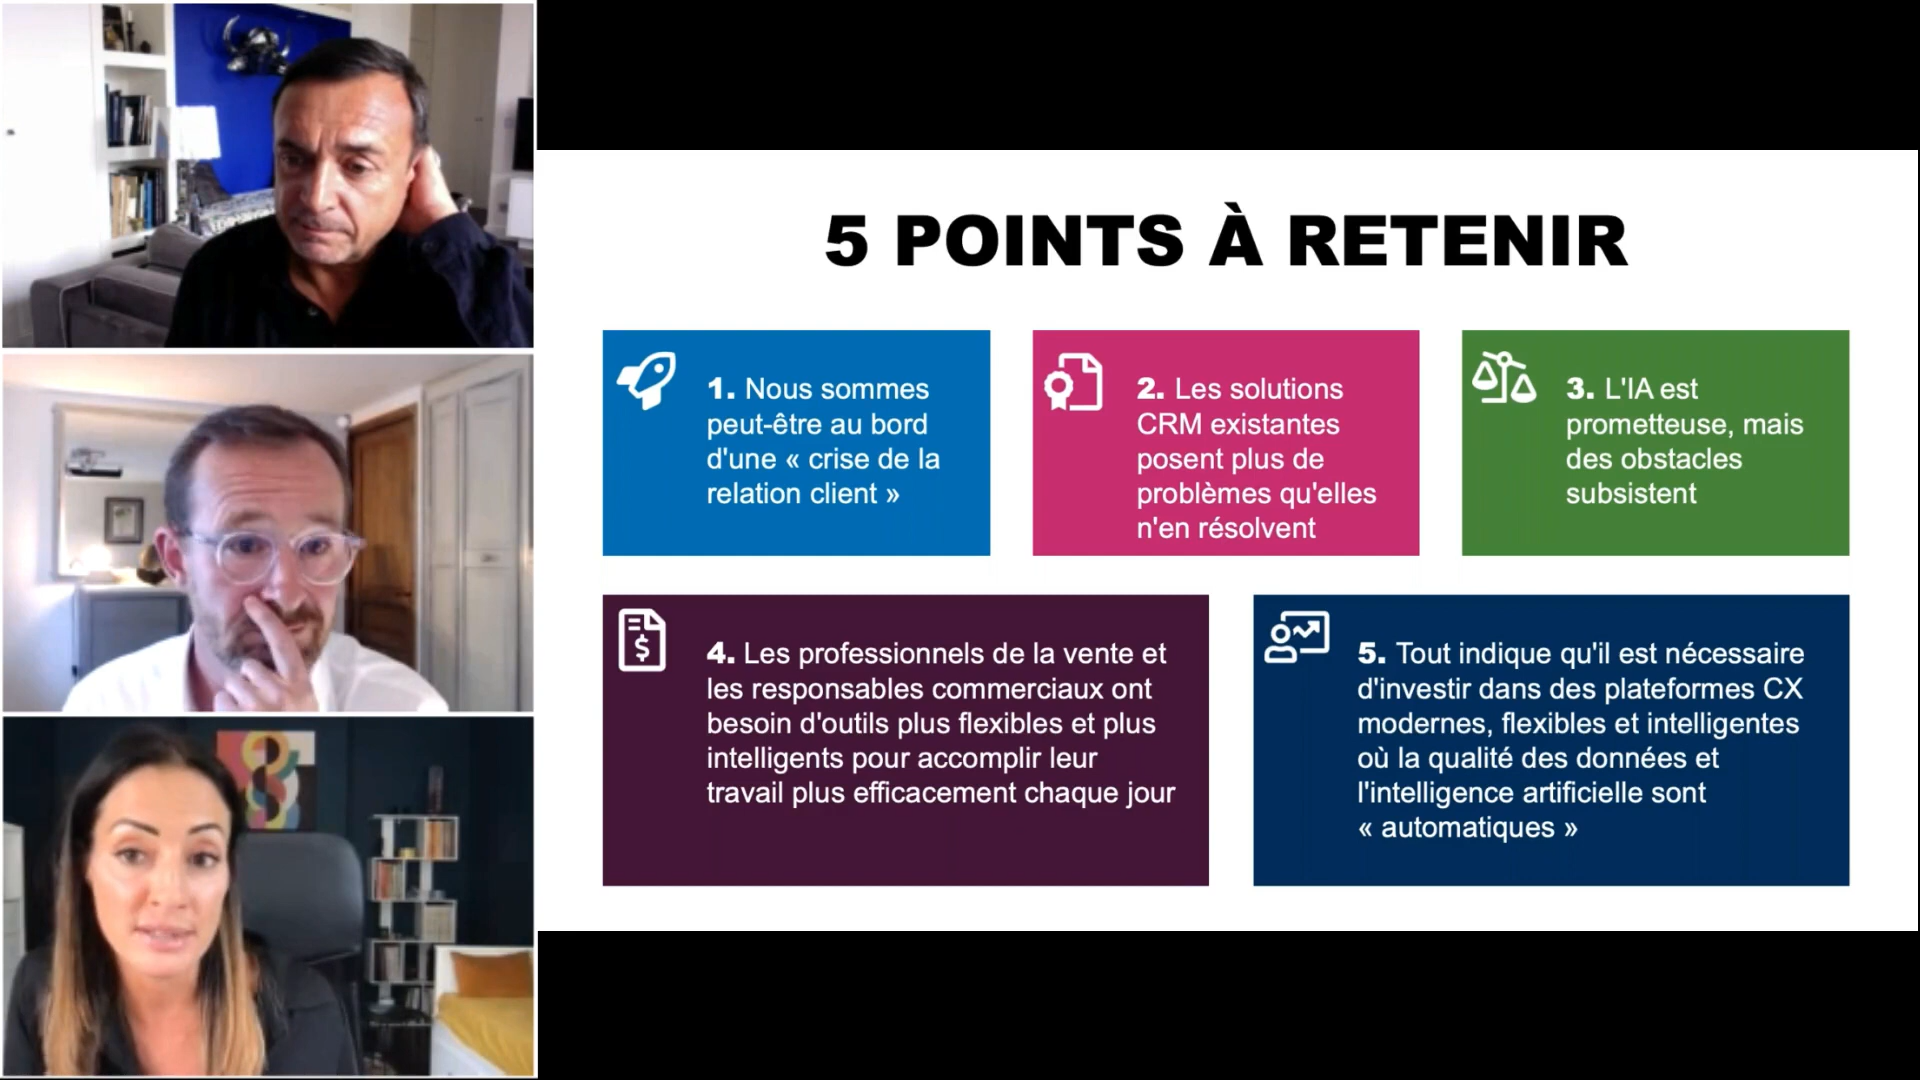 5 POINTS À RETENIR
1. Nous sommes
peut-être au bord
d'une « crise de la
relation client »
2. Les solutions
CRM existantes
posent plus de
problèmes qu'elles
n'en résolvent
3. L'IA est
prometteuse, mais
des obstacles
subsistent
4. Les professionnels de la vente et
les responsables commerciaux ont
besoin d'outils plus flexibles et plus
intelligents pour accomplir leur
travail plus efficacement chaque jour
5. Tout indique qu'il est nécessaire
d'investir dans des plateformes CX
modernes, flexibles et intelligentes
où la qualité des données et
l'intelligence artificielle sont
« automatiques »